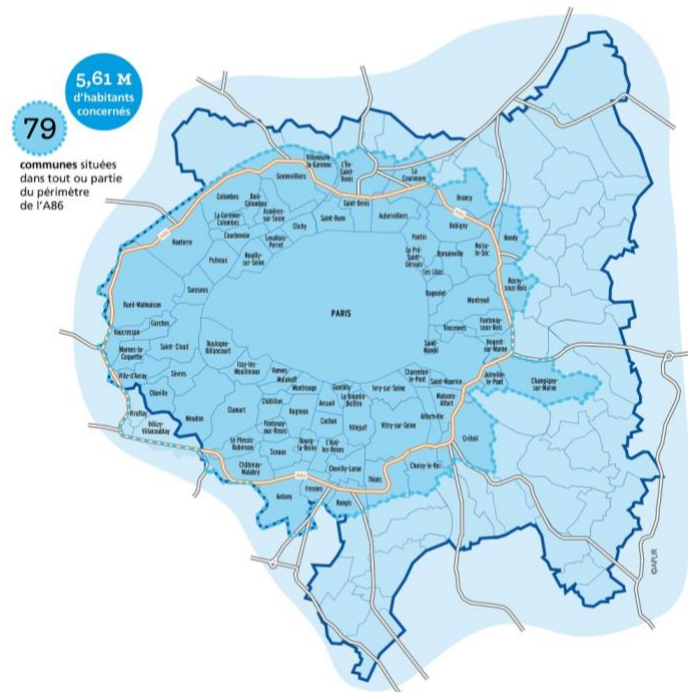 5,61 M
d'habitants
concernés
79
communes situées
dans tout ou partie
du périmètre
de l'A86
Villeneuve-
la-Garenne
L'Île-
Saint-
Denis
La
Courneuve
Gennevilliers
Saint-Denis
Drancy
Colombes
Bois-
Colombes
Asnières-
sur-Seine
La Garenne-
Colombes
Clichy
Saint-Ouen
Aubervilliers
Bobigny
A86
A86
Nanterre
Courbevoie
Levallois-
Perret
Pantin
Noisy-
le-Sec
Bondy
Puteaux
Neuilly-
sur-Seine
Le Pré-
Saint-
Gervais
Romainville
Les Lilas
Rosny-
sous-Bois
Suresnes
Bagnolet
Montreuil
Rueil-Malmaison
PARIS
Garches
Vaucresson
Saint-Cloud
Marnes-la-
Coquette
Boulogne-
Billancourt
Vincennes
Fontenay-
sous-Bois
Saint-
Mandé
Nogent-
sur-Marne
Ville-d'Avray
Sèvres
Issy-les-
Moulineaux
Vanves
Malakoff
Montrouge
Gentilly
Le Kremlin-
Bicêtre
Ivry-sur-Seine
Charenton-
le-Pont
Saint-Maurice
Joinville-
le-Pont
Champigny-
sur-Marne
Chaville
Viroflay
Vélizy-
Villacoublay
Meudon
Clamart
Châtillon
Bagneux
Arcueil
Cachan
Villejuif
Vitry-sur-Seine
Maisons-
Alfort
Alfortville
Fontenay-
aux-Roses
Le Plessis-
Robinson
Sceaux
Bourg-
la-Reine
L'Haÿ-
les-Roses
Créteil
Châtenay-
Malabry
Chevilly-Larue
Thiais
Choisy-le-Roi
A86
Antony
Fresnes
Rungis
©APUR